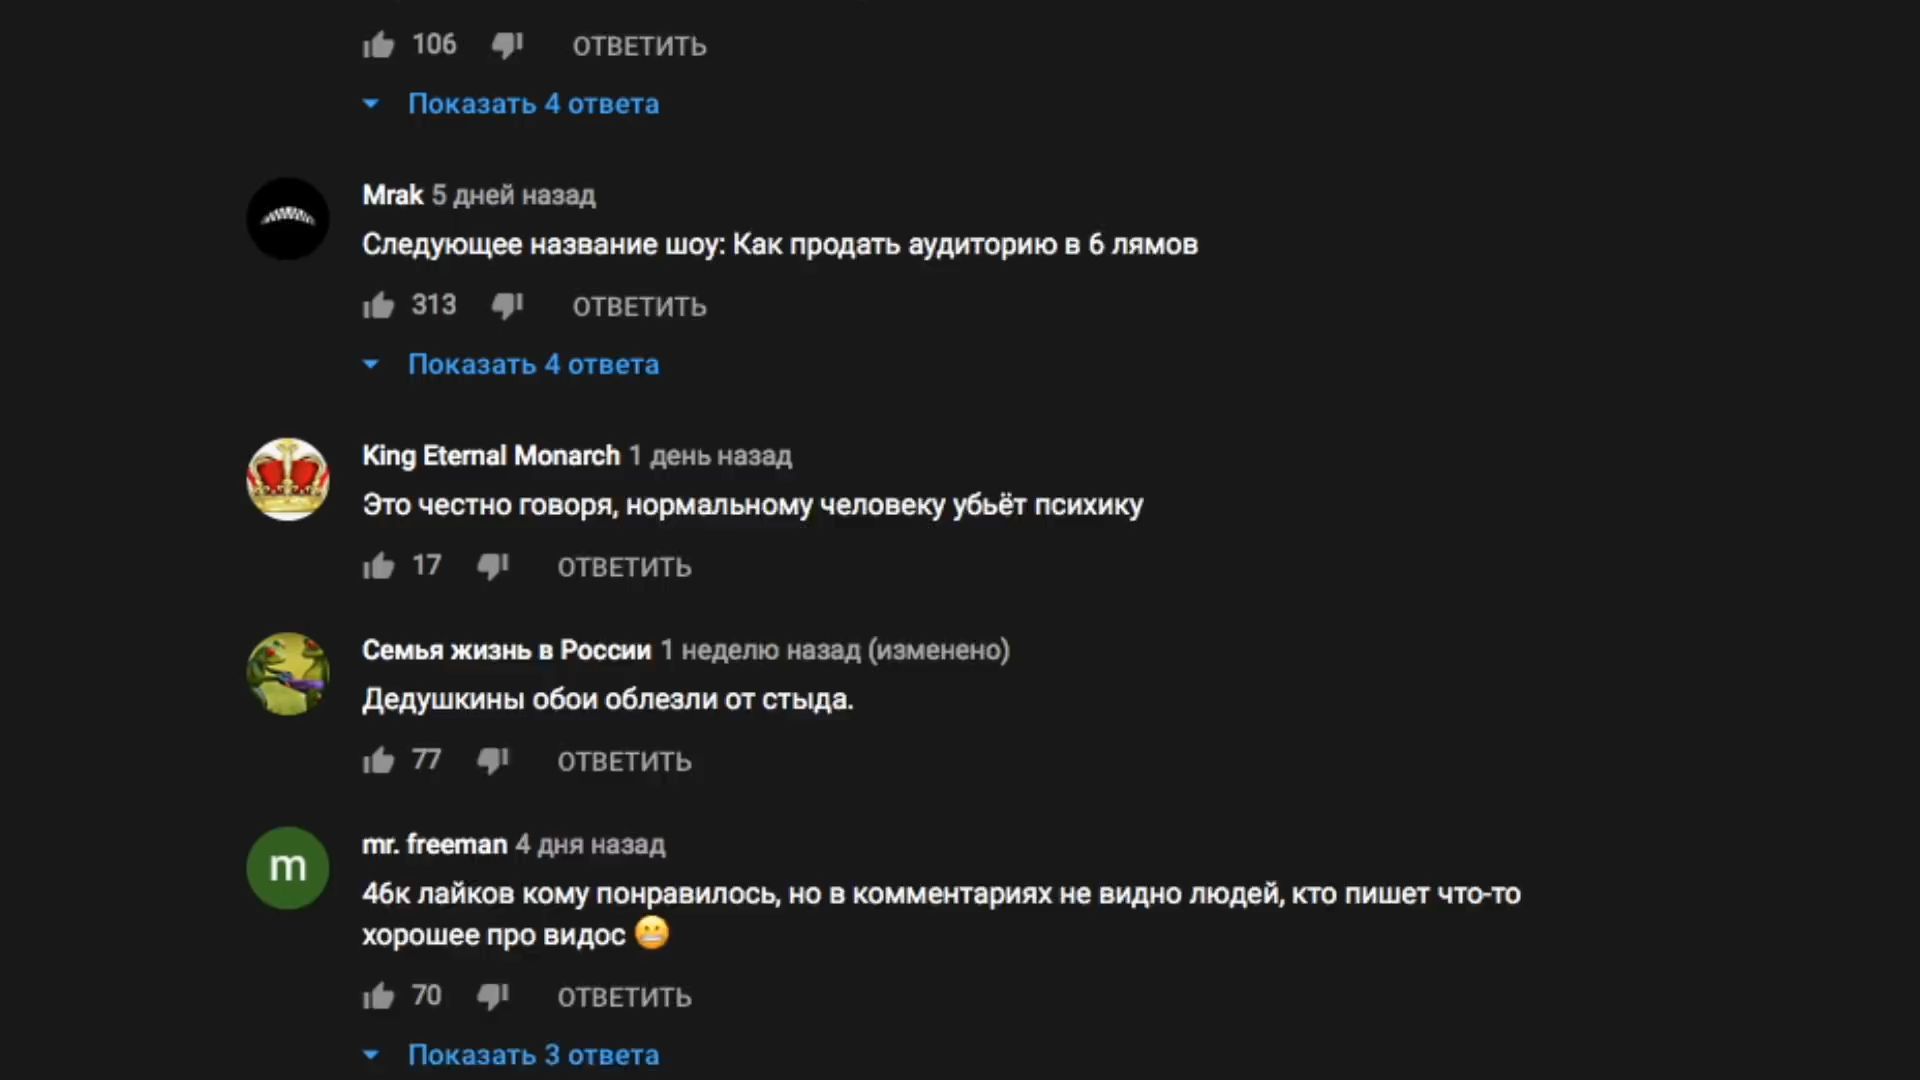 106 ОТВЕТИТЬ
Показать 4 ответа
Mrak 5 дней назад
Следующее название шоу: Как продать аудиторию в 6 лямов
313 ОТВЕТИТЬ
Показать 4 ответа
King Eternal Monarch 1 день назад
Это честно говоря, нормальному человеку убьёт психику
17 ОТВЕТИТЬ
Семья жизнь в России 1 неделю назад (изменено)
Дедушкины обои облезли от стыда.
77 ОТВЕТИТЬ
m
mr. freeman 4 дня назад
46к лайков кому понравилось, но в комментариях не видно людей, кто пишет что-то
хорошее про видос 😬
70 ОТВЕТИТЬ
Показать 3 ответа